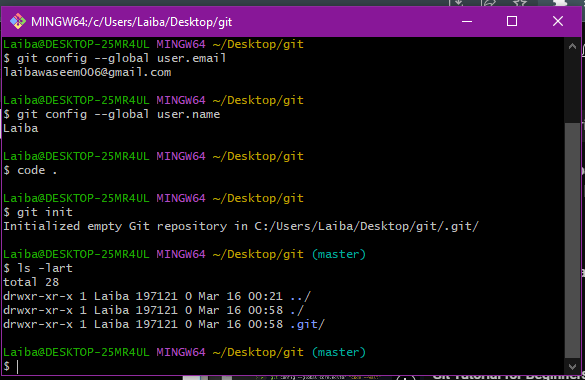 MINGW64:/c/Users/Laiba/Desktop/git
Laiba@DESKTOP-25MR4UL MINGW64 ~/Desktop/git
$ git config --global user.email
laibawaseem006@gmail.com
Laiba@DESKTOP-25MR4UL MINGW64 ~/Desktop/git
$ git config --global user.name
Laiba
Laiba@DESKTOP-25MR4UL MINGW64 ~/Desktop/git
$ code .
Laiba@DESKTOP-25MR4UL MINGW64 ~/Desktop/git
$ git init
Initialized empty Git repository in C:/Users/Laiba/Desktop/git/.git/
Laiba@DESKTOP-25MR4UL MINGW64 ~/Desktop/git (master)
$ ls -lart
total 28
drwxr-xr-x 1 Laiba 197121 0 Mar 16 00:21 ../
drwxr-xr-x 1 Laiba 197121 0 Mar 16 00:58 ./
drwxr-xr-x 1 Laiba 197121 0 Mar 16 00:58 .git/
Laiba@DESKTOP-25MR4UL MINGW64 ~/Desktop/git (master)
$
Git Tutorial for Beginners